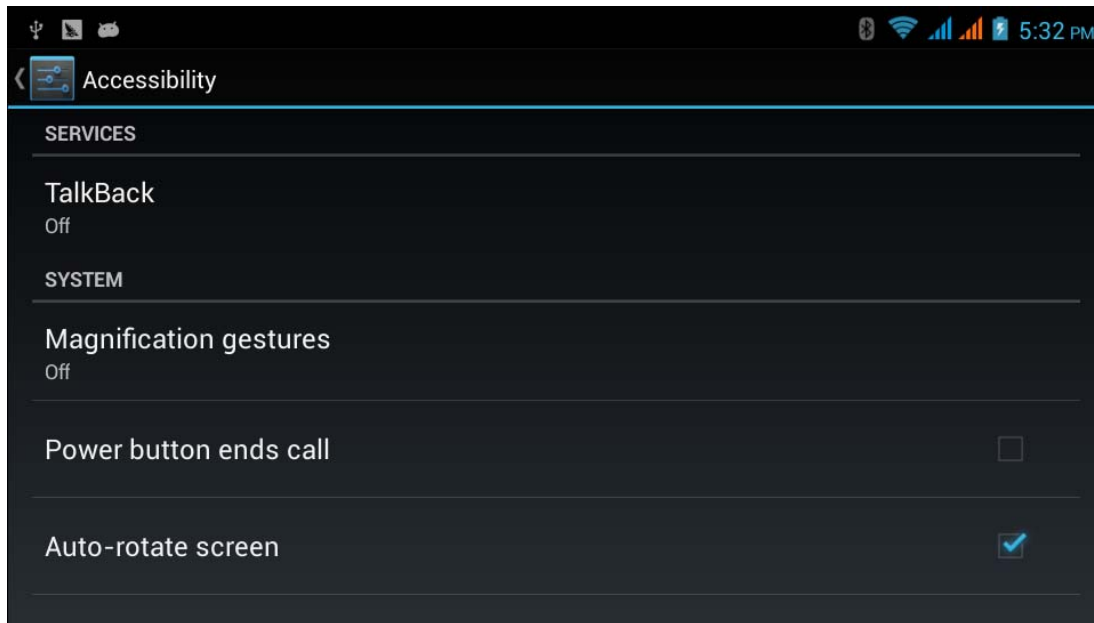 5:32 PM
Accessibility
SERVICES
TalkBack
Off
SYSTEM
Magnification gestures
Off
Power button ends call
Auto-rotate screen